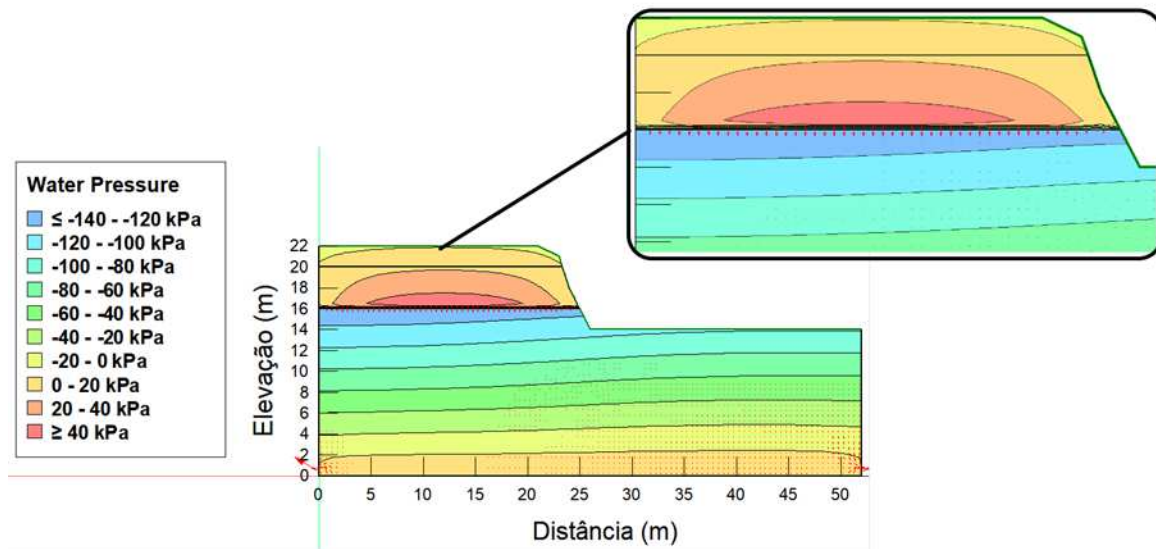 Water Pressure
≤ -140 - -120 kPa
-120 - -100 kPa
-100 - -80 kPa
-80 - -60 kPa
-60 - -40 kPa
-40 - -20 kPa
-20 - 0 kPa
0 - 20 kPa
20 - 40 kPa
≥ 40 kPa
Elevação (m)
22
20
18
16
14
12
10
8
6
4
2
0
0 5 10 15 20 25 30 35 40 45 50
Distância (m)